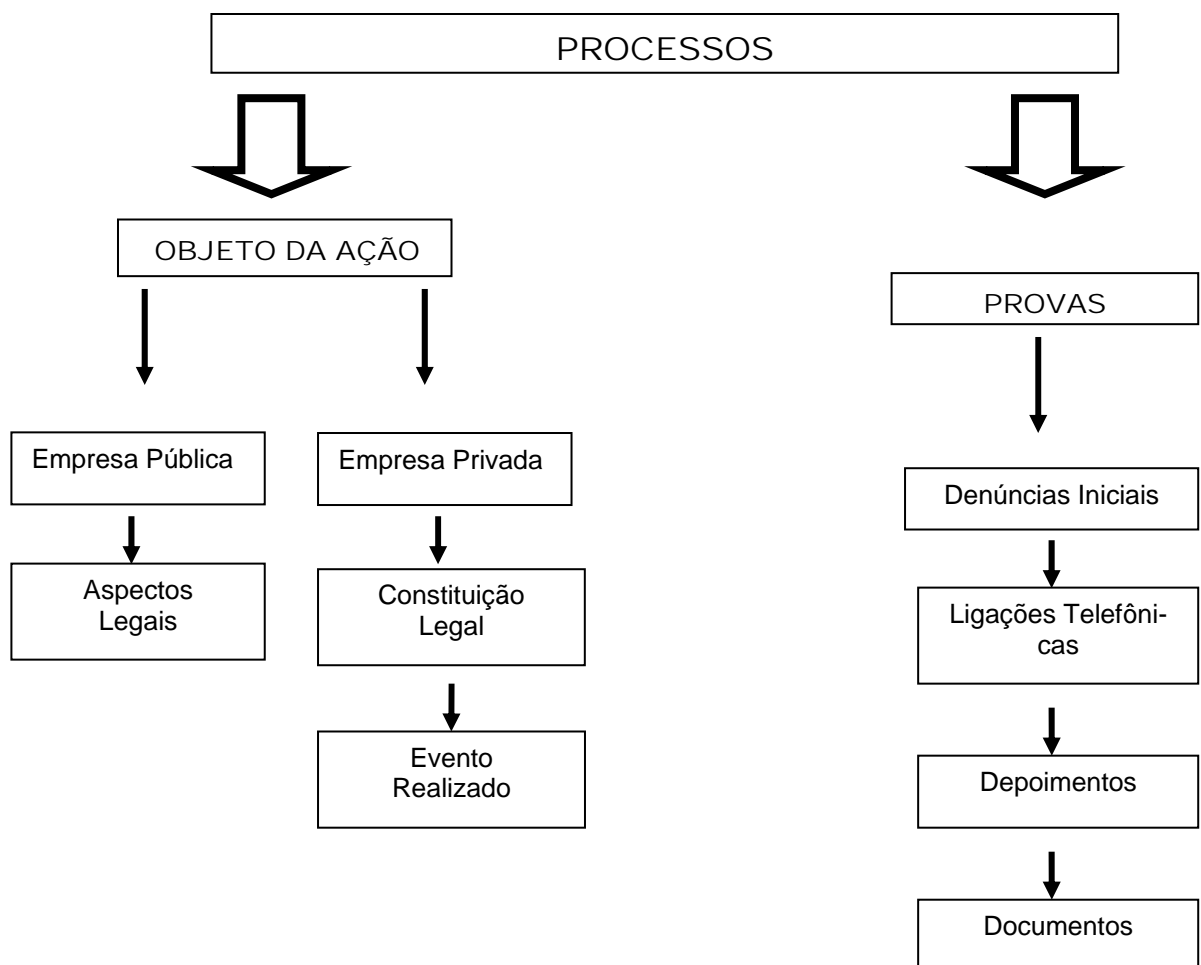 PROCESSOS
OBJETO DA AÇÃO
PROVAS
Empresa Pública
Empresa Privada
Denúncias Iniciais
Aspectos
Legais
Constituição
Legal
Ligações Telefôni-
cas
Evento
Realizado
Depoimentos
Documentos